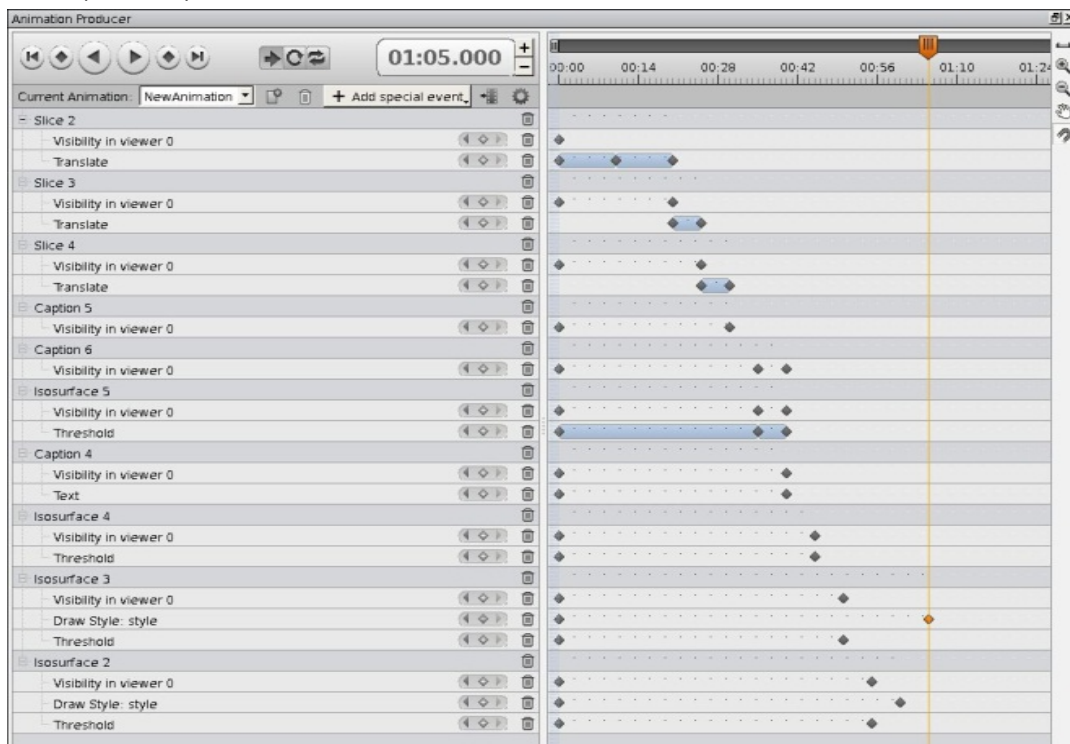 Animation Producer
01:05.000
+
−
Current Animation: NewAnimation + Add special event
00:00 00:14 00:28 00:42 00:56 01:10 01:24
Slice 2
Visibility in viewer 0
Translate
Slice 3
Visibility in viewer 0
Translate
Slice 4
Visibility in viewer 0
Translate
Caption 5
Visibility in viewer 0
Caption 6
Visibility in viewer 0
Isosurface 5
Visibility in viewer 0
Threshold
Caption 4
Visibility in viewer 0
Text
Isosurface 4
Visibility in viewer 0
Threshold
Isosurface 3
Visibility in viewer 0
Draw Style: style
Threshold
Isosurface 2
Visibility in viewer 0
Draw Style: style
Threshold